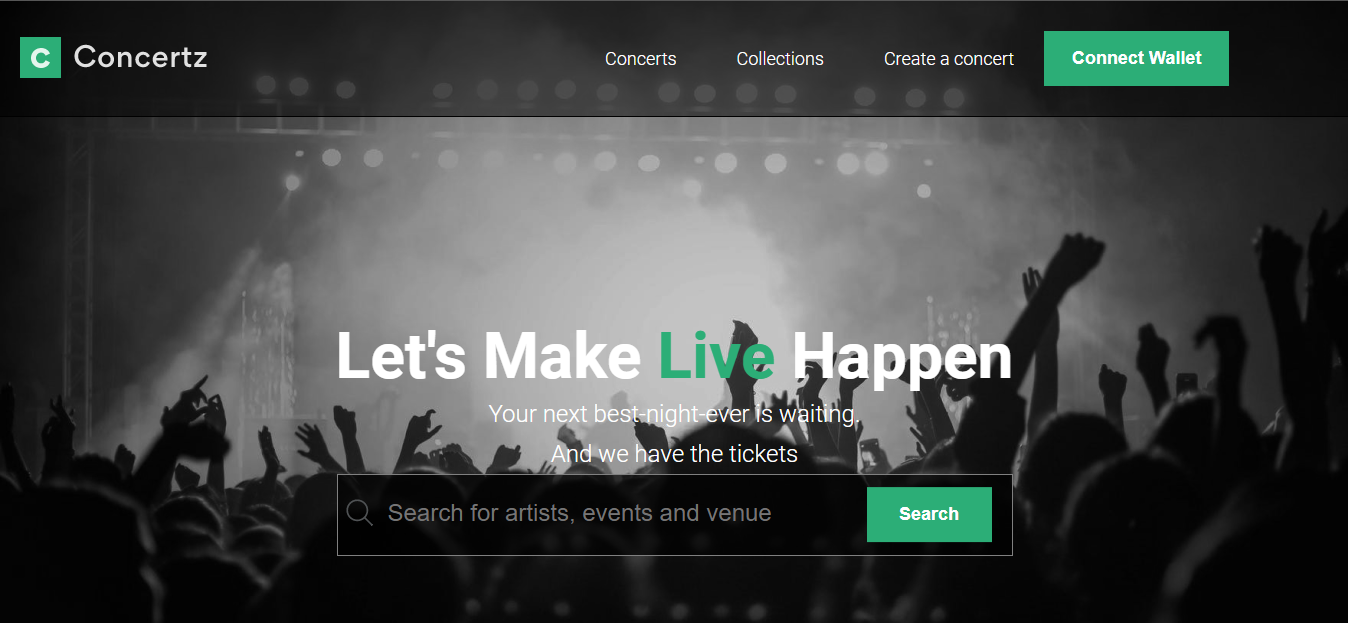 C Concertz
Concerts Collections Create a concert Connect Wallet
Let's Make Live Happen
Your next best-night-ever is waiting,
And we have the tickets
Search for artists, events and venue Search